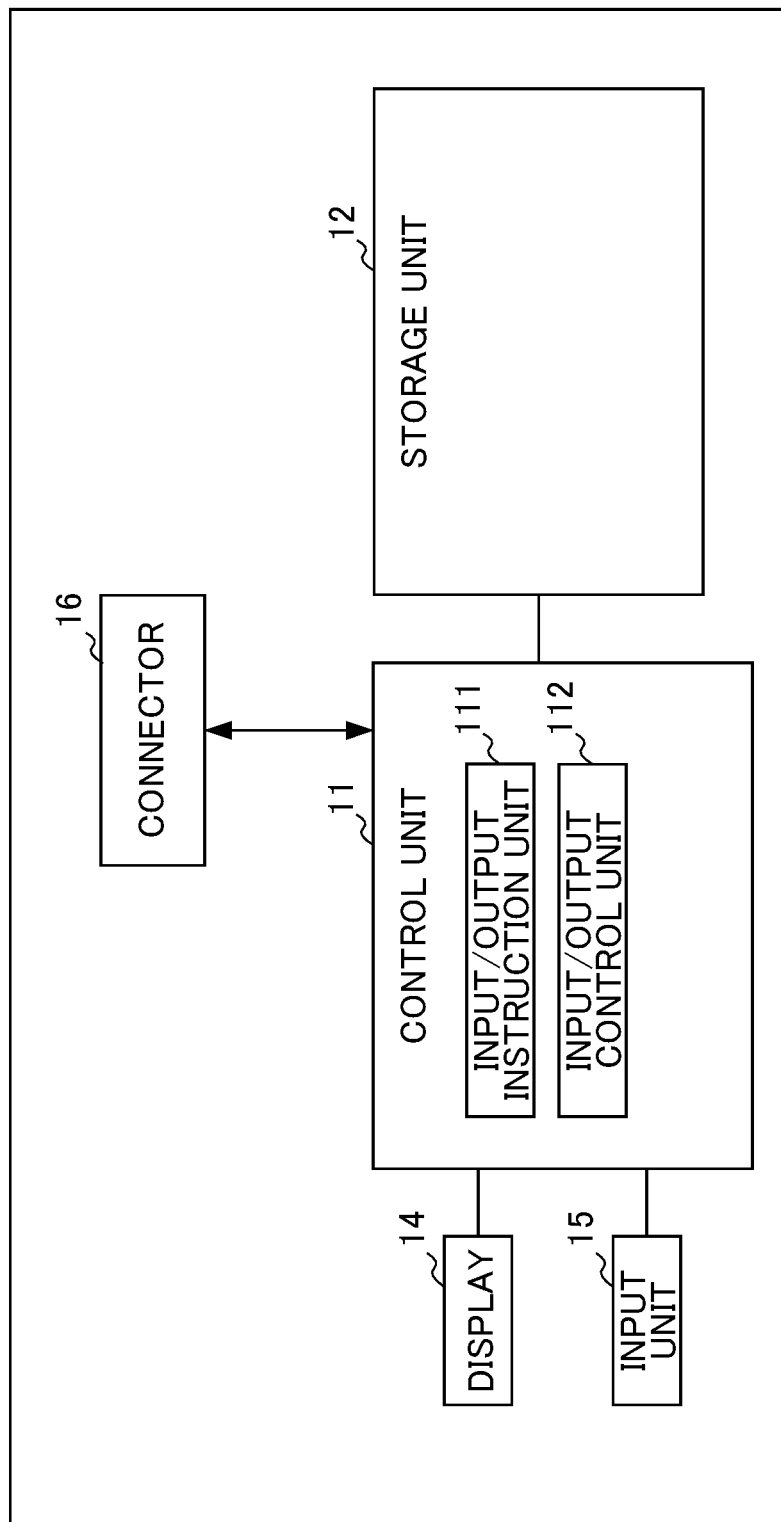 16
CONNECTOR
11
CONTROL UNIT
111
INPUT/OUTPUT
INSTRUCTION UNIT
112
INPUT/OUTPUT
CONTROL UNIT
12
STORAGE UNIT
14
DISPLAY
15
INPUT
UNIT